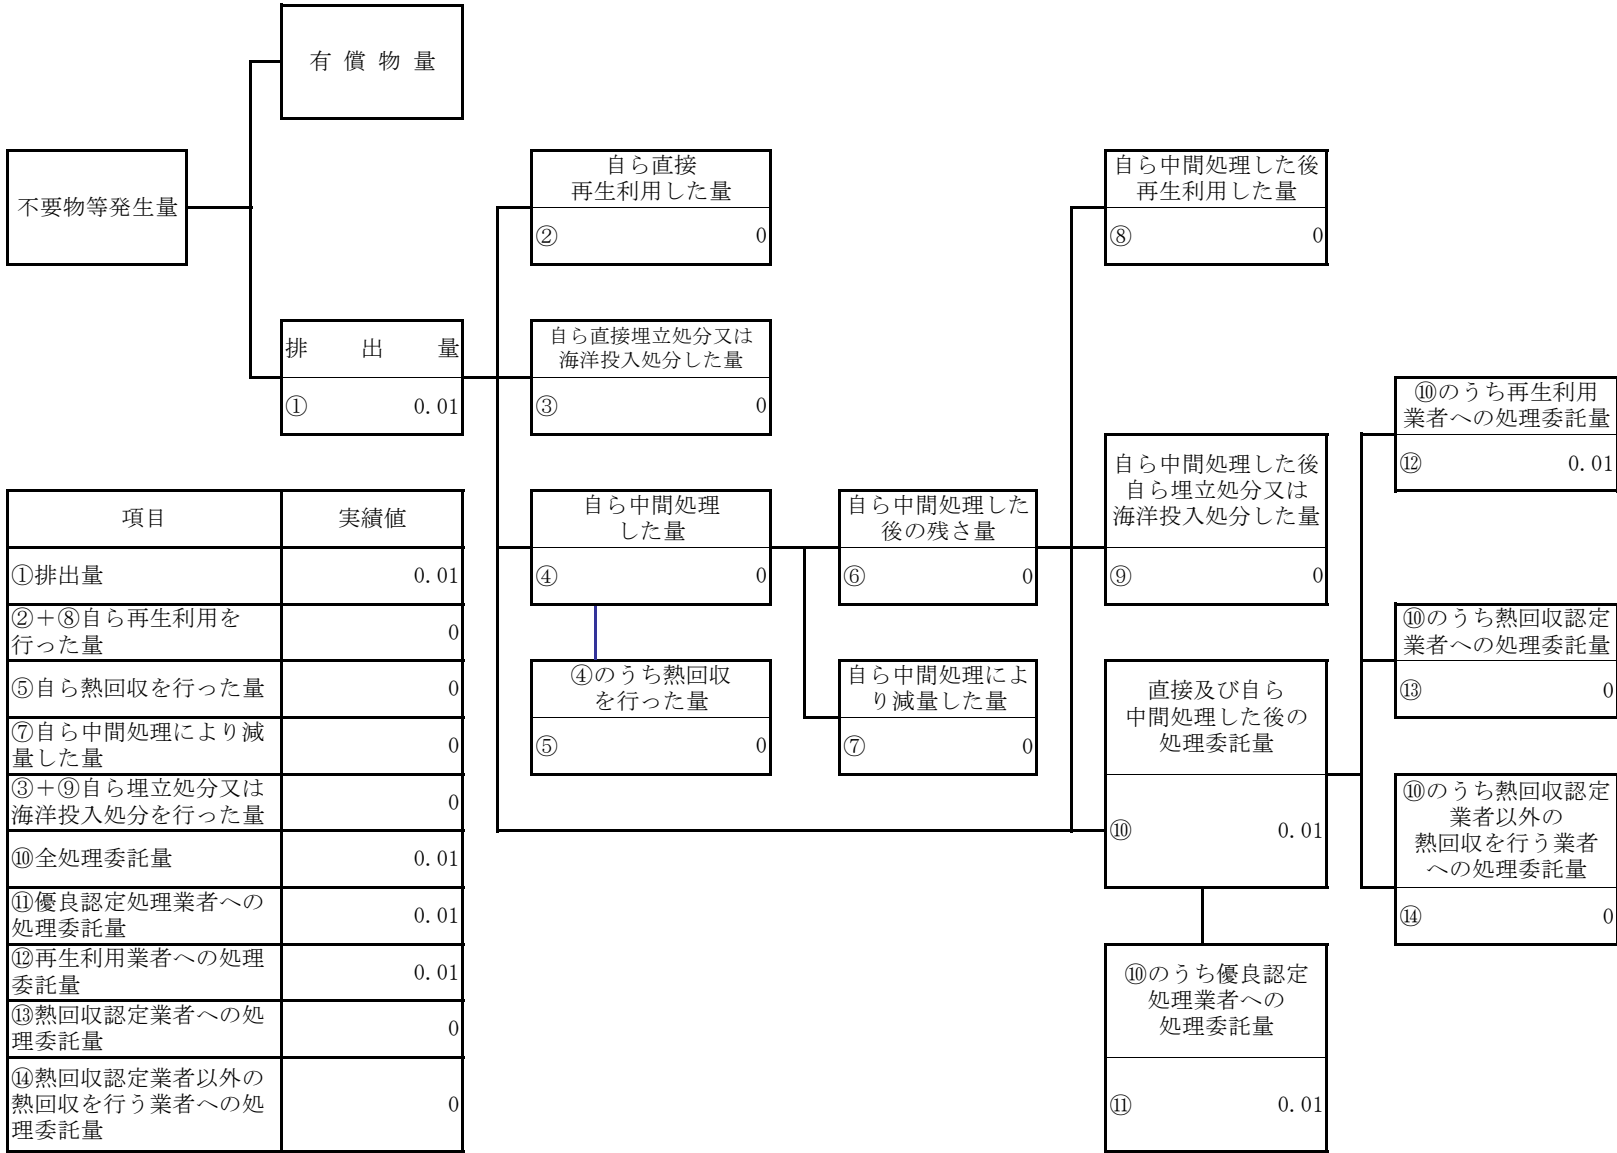 有償物量
不要物等発生量
排出量
① 0.01
自ら直接
再生利用した量
② 0
自ら直接埋立処分又は
海洋投入処分した量
③ 0
自ら中間処理
した量
④ 0
④のうち熱回収
を行った量
⑤ 0
自ら中間処理した
後の残さ量
⑥ 0
自ら中間処理によ
り減量した量
⑦ 0
自ら中間処理した後
再生利用した量
⑧ 0
自ら中間処理した後
自ら埋立処分又は
海洋投入処分した量
⑨ 0
直接及び自ら
中間処理した後の
処理委託量
⑩ 0.01
⑩のうち優良認定
処理業者への
処理委託量
⑪ 0.01
⑩のうち再生利用
業者への処理委託量
⑫ 0.01
⑩のうち熱回収認定
業者への処理委託量
⑬ 0
⑩のうち熱回収認定
業者以外の
熱回収を行う業者
への処理委託量
⑭ 0
項目 実績値
①排出量 0.01
②+⑧自ら再生利用を
行った量 0
⑤自ら熱回収を行った量 0
⑦自ら中間処理により減
量した量 0
③+⑨自ら埋立処分又は
海洋投入処分を行った量 0
⑩全処理委託量 0.01
⑪優良認定処理業者への
処理委託量 0.01
⑫再生利用業者への処理
委託量 0.01
⑬熱回収認定業者への処
理委託量 0
⑭熱回収認定業者以外の
熱回収を行う業者への処
理委託量 0